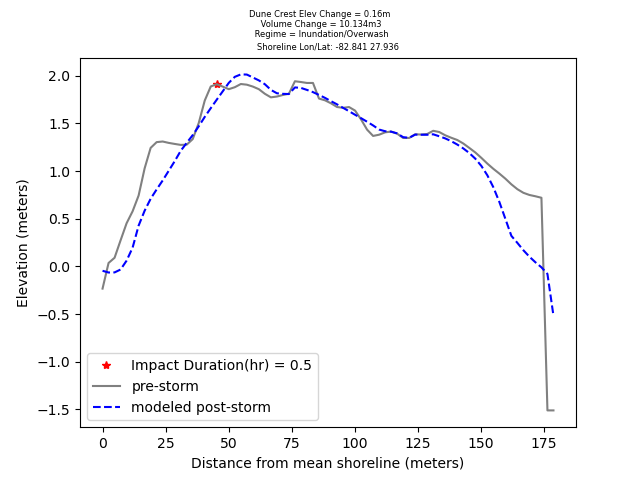 Dune Crest Elev Change = 0.16m
Volume Change = 10.134m3
Regime = Inundation/Overwash
Shoreline Lon/Lat: -82.841 27.936
2.0
1.5
1.0
0.5
0.0
−0.5
−1.0
−1.5
Elevation (meters)
Impact Duration(hr) = 0.5
pre-storm
modeled post-storm
0 25 50 75 100 125 150 175
Distance from mean shoreline (meters)